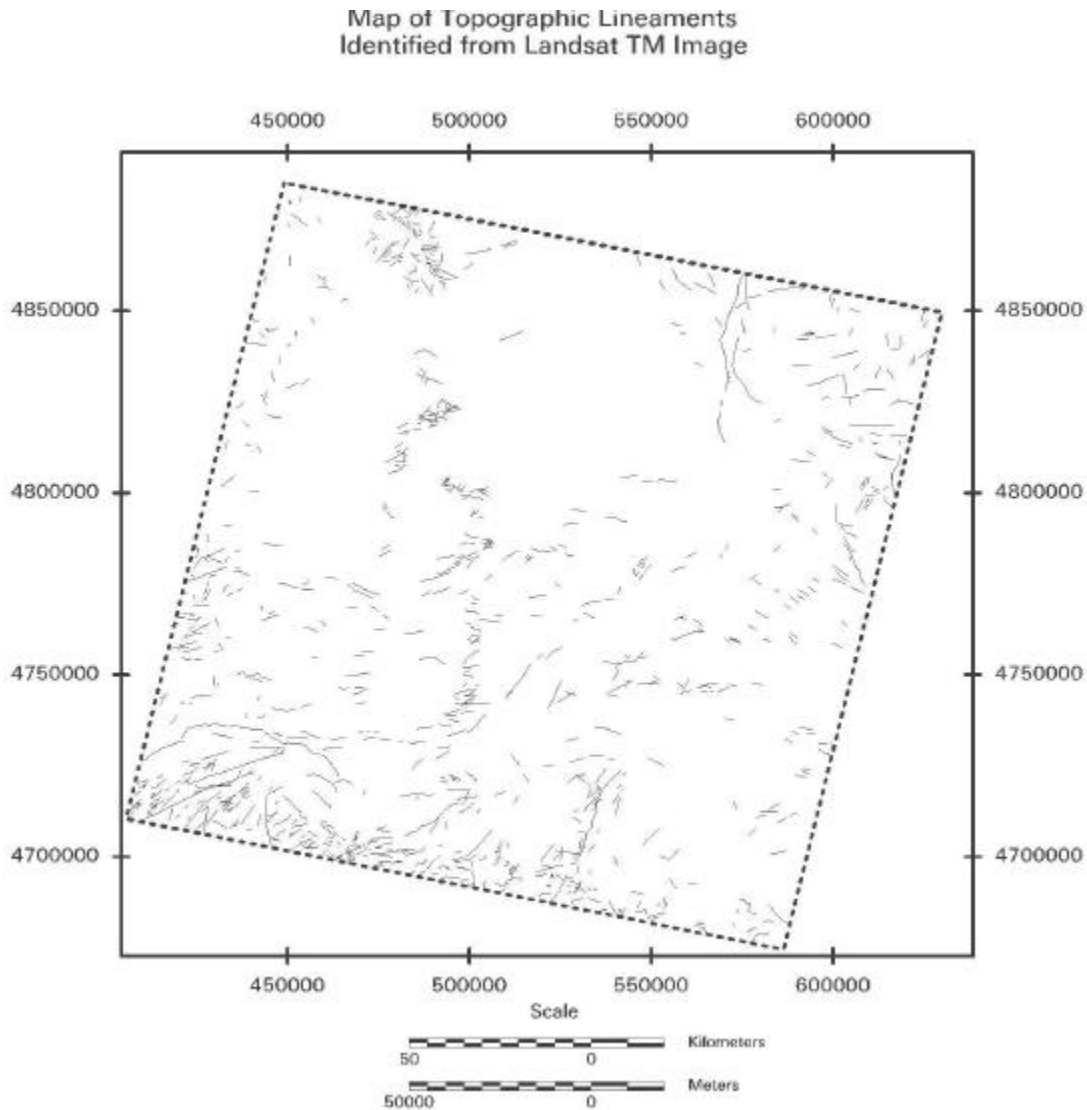 Map of Topographic Lineaments
Identified from Landsat TM Image
450000 500000 550000 600000
4850000 4850000
4800000 4800000
4750000 4750000
4700000 4700000
450000 500000 550000 600000
Scale
Kilometers
50 0
Meters
50000 0